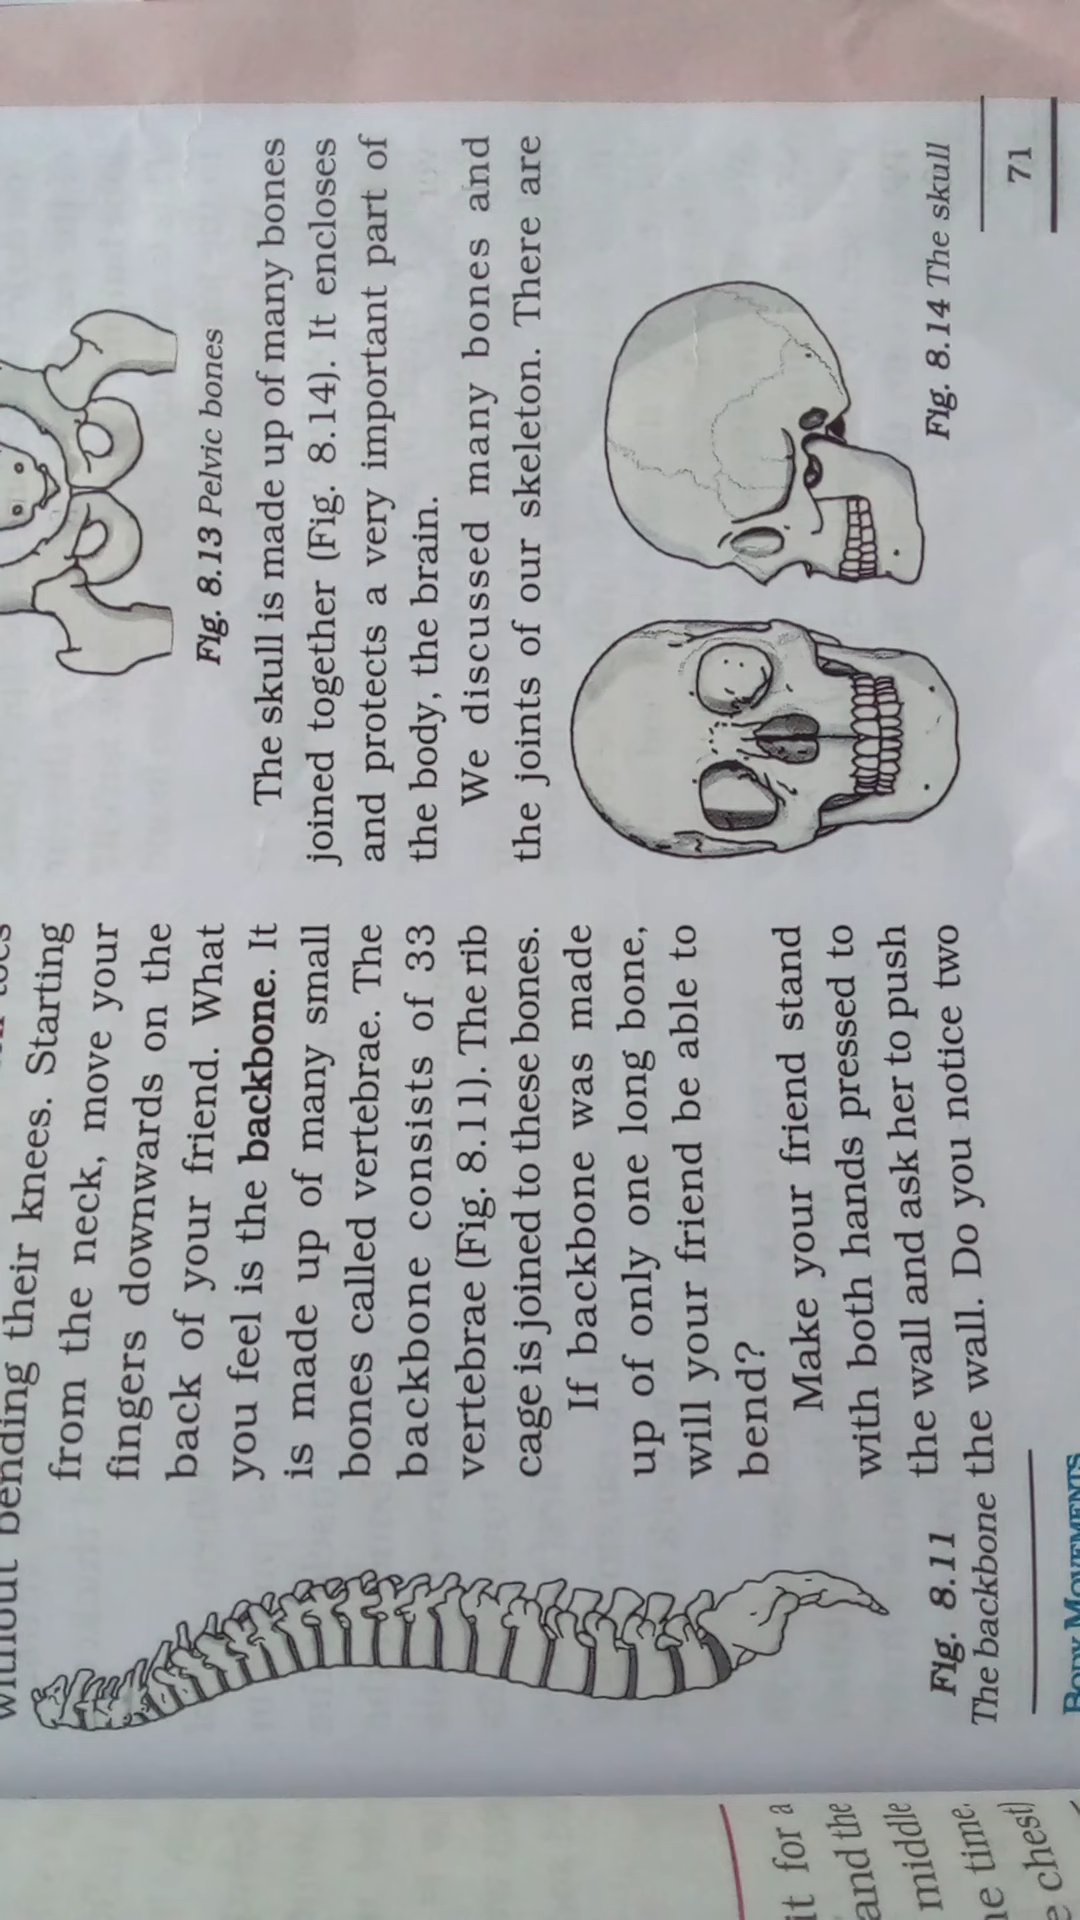 without bending their knees. Starting
from the neck, move your
fingers downwards on the
back of your friend. What
you feel is the backbone. It
is made up of many small
bones called vertebrae. The
backbone consists of 33
vertebrae (Fig. 8.11). The rib
cage is joined to these bones.
If backbone was made
up of only one long bone,
will your friend be able to
bend?
Make your friend stand
with both hands pressed to
the wall and ask her to push
the wall. Do you notice two
Fig. 8.11
The backbone
BODY MOVEMENTS
Fig. 8.13 Pelvic bones
The skull is made up of many bones
joined together (Fig. 8.14). It encloses
and protects a very important part of
the body, the brain.
We discussed many bones and
the joints of our skeleton. There are
Fig. 8.14 The skull
71
it for a
and the
middle
time.
chest)